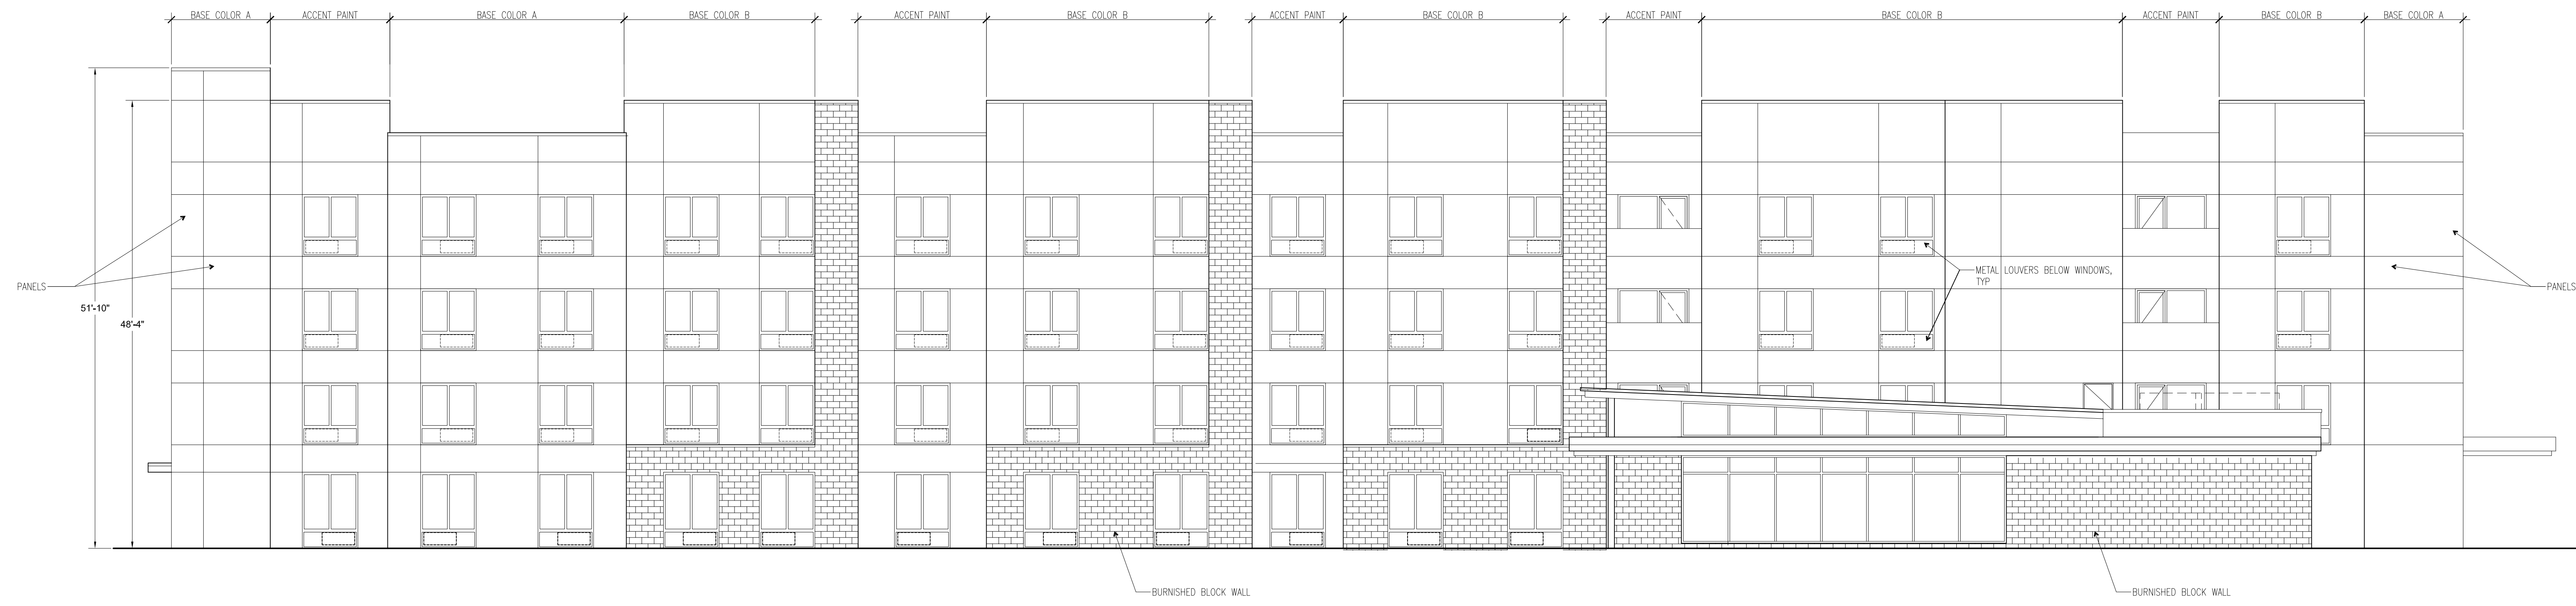 BASE COLOR A
ACCENT PAINT
BASE COLOR A
BASE COLOR B
ACCENT PAINT
BASE COLOR B
ACCENT PAINT
BASE COLOR B
ACCENT PAINT
BASE COLOR B
ACCENT PAINT
BASE COLOR B
BASE COLOR A
METAL LOUVERS BELOW WINDOWS,
TYP
PANELS
PANELS
51'-10"
48'-4"
BURNISHED BLOCK WALL
BURNISHED BLOCK WALL